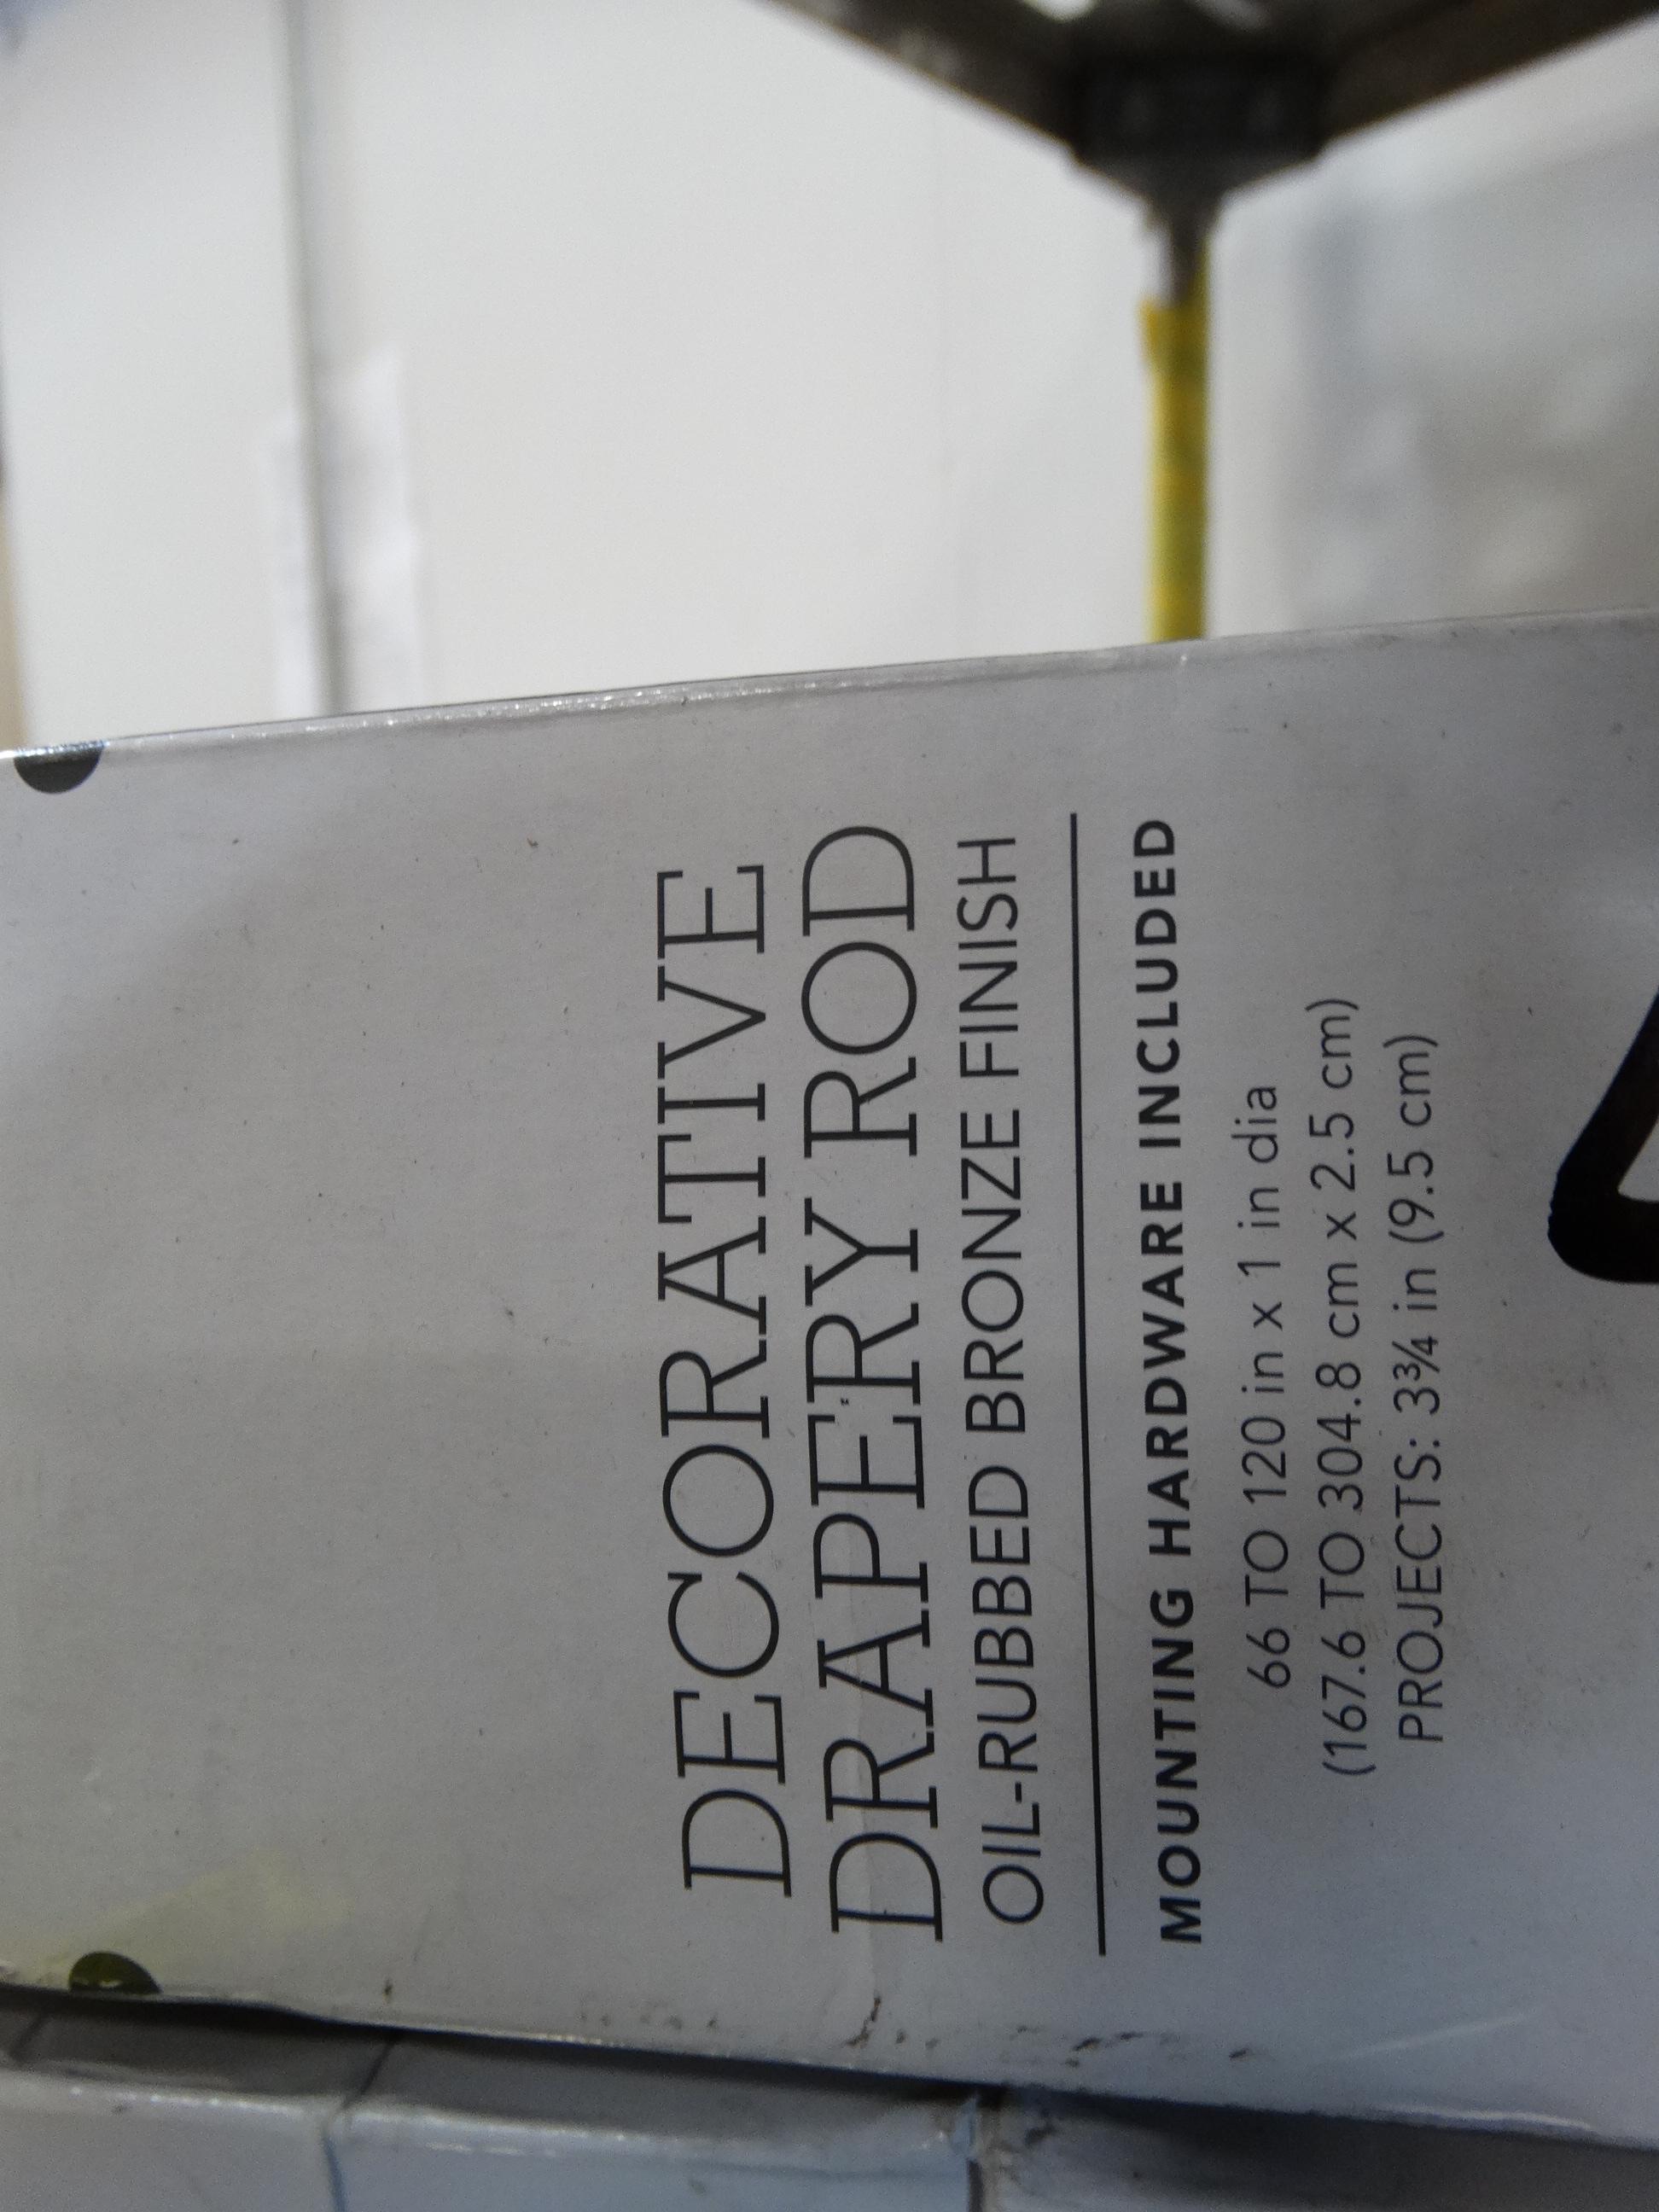 DECORATIVE
DRAPERY ROD
OIL-RUBBED BRONZE FINISH
MOUNTING HARDWARE INCLUDED
66 TO 120 in x 1 in dia
(167.6 TO 304.8 cm x 2.5 cm)
PROJECTS: 3¾ in (9.5 cm)